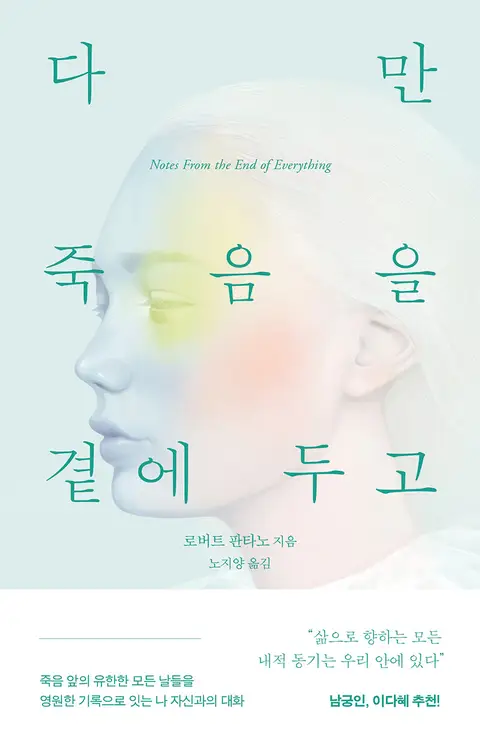 다만
Notes From the End of Everything
죽음을
곁에 두고
로버트 판타노 지음
노지양 옮김
“삶으로 향하는 모든
내적 동기는 우리 안에 있다”
죽음 앞의 유한한 모든 날들을
영원한 기록으로 잇는 나 자신과의 대화
남궁인, 이다혜 추천!